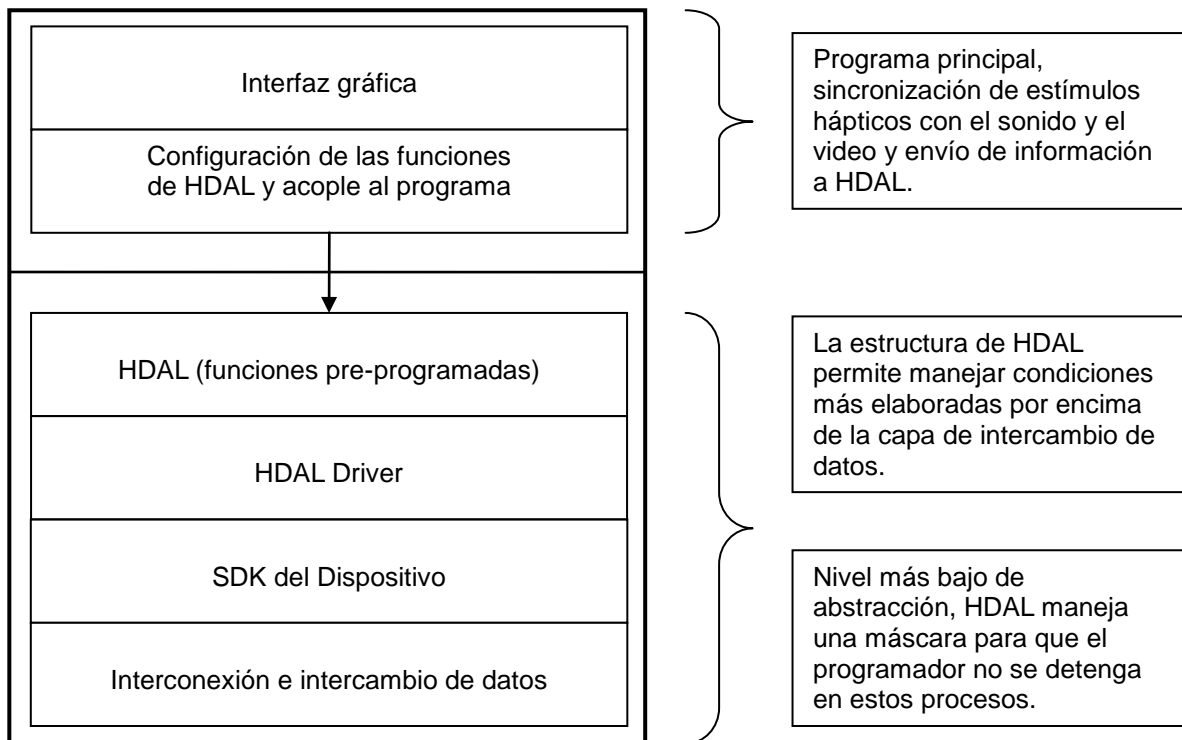 Interfaz gráfica
Configuración de las funciones
de HDAL y acople al programa
Programa principal,
sincronización de estímulos
hápticos con el sonido y el
video y envío de información
a HDAL.
HDAL (funciones pre-programadas)
HDAL Driver
SDK del Dispositivo
Interconexión e intercambio de datos
La estructura de HDAL
permite manejar condiciones
más elaboradas por encima
de la capa de intercambio de
datos.
Nivel más bajo de
abstracción, HDAL maneja
una máscara para que el
programador no se detenga
en estos procesos.